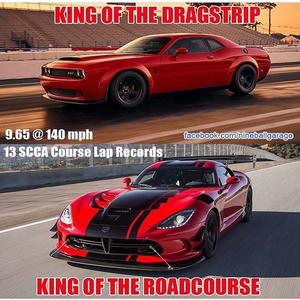 KING OF THE DRAGSTRIP
9.65 @ 140 mph
facebook.com/nineballgarage
13 SCCA Course Lap Records
KING OF THE ROADCOURSE